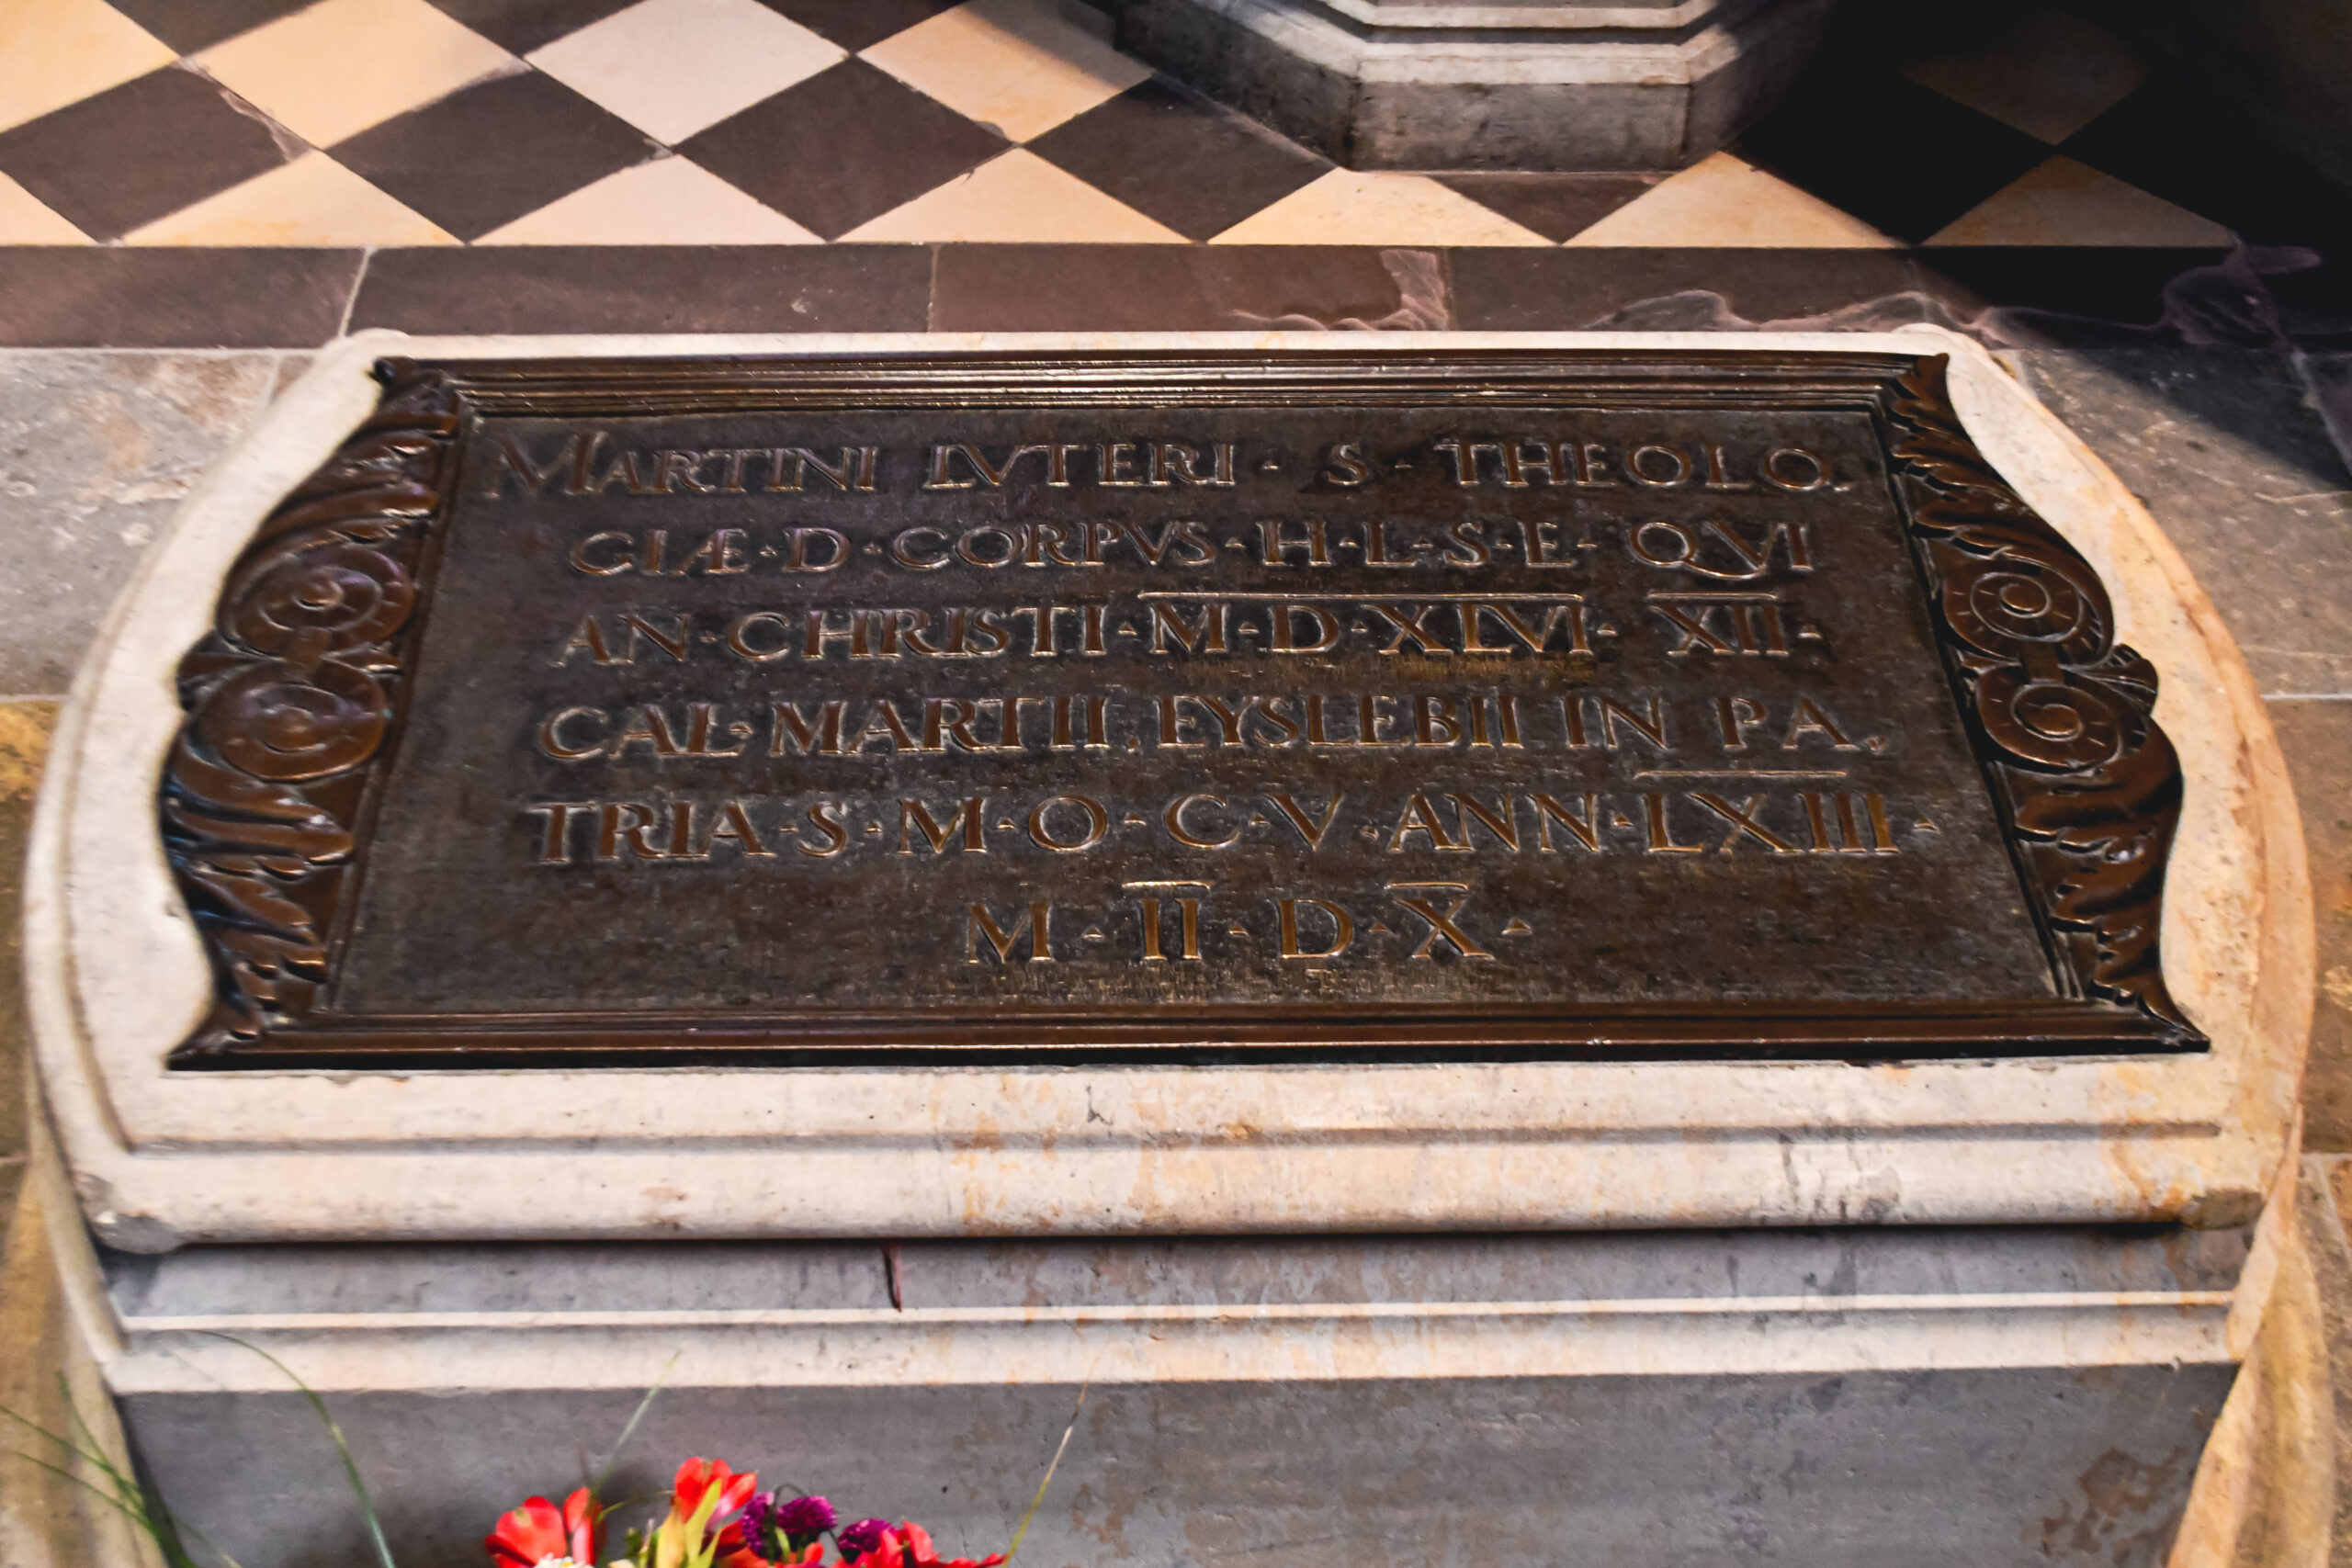 MARTINI LVTERI · S · THEOLO.
GIÆ · D · CORPVS · H · L · S · E · QVI
AN · CHRISTI · M · D · XLVI · XII ·
CAL · MARTII . EYSLEBII IN PA .
TRIA · S · M · O · C · V · ANN · LXIII ·
M · II · D · X ·